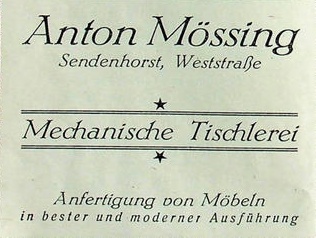 Anton Mössing
Sendenhorst, Weststraße
Mechanische Tischlerei
Anfertigung von Möbeln
in bester und moderner Ausführung